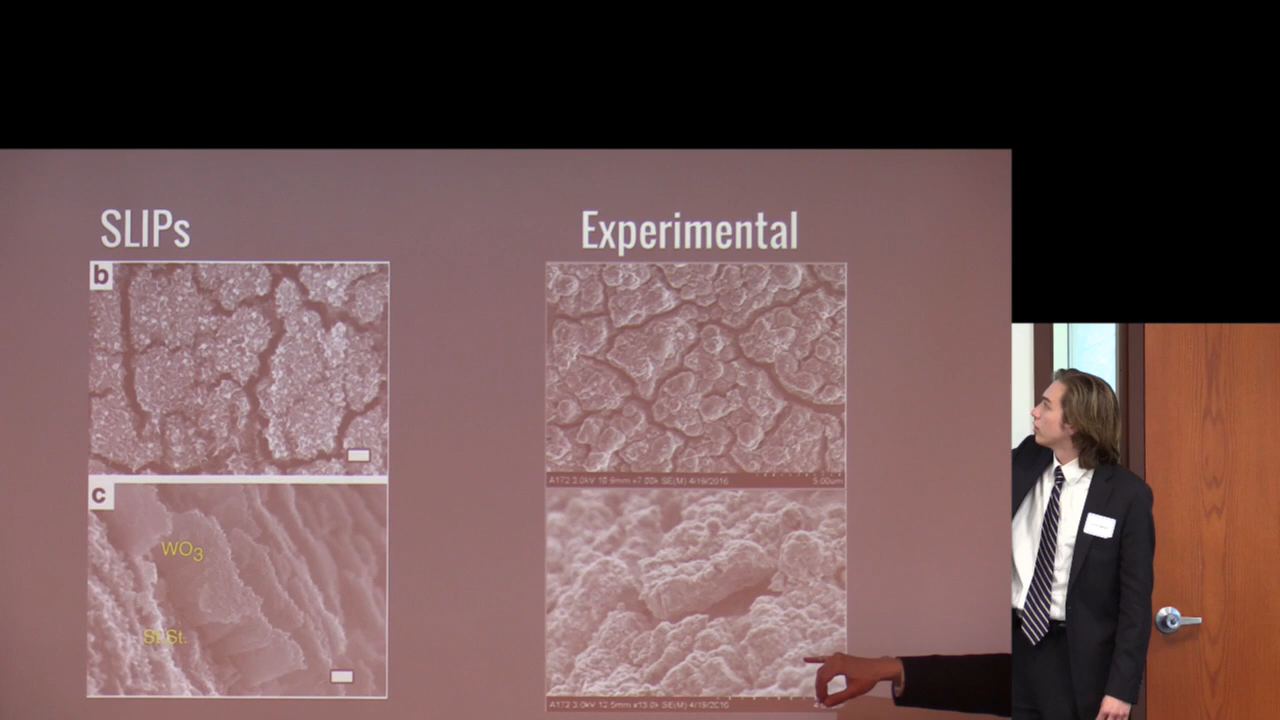 SLIPs
Experimental
b
A172 3.0kV 10.9mm x7.00k SE(M) 4/19/2016 5.00um
c
WO3
St.St.
A172 3.0kV 12.5mm x13.0k SE(M) 4/19/2016